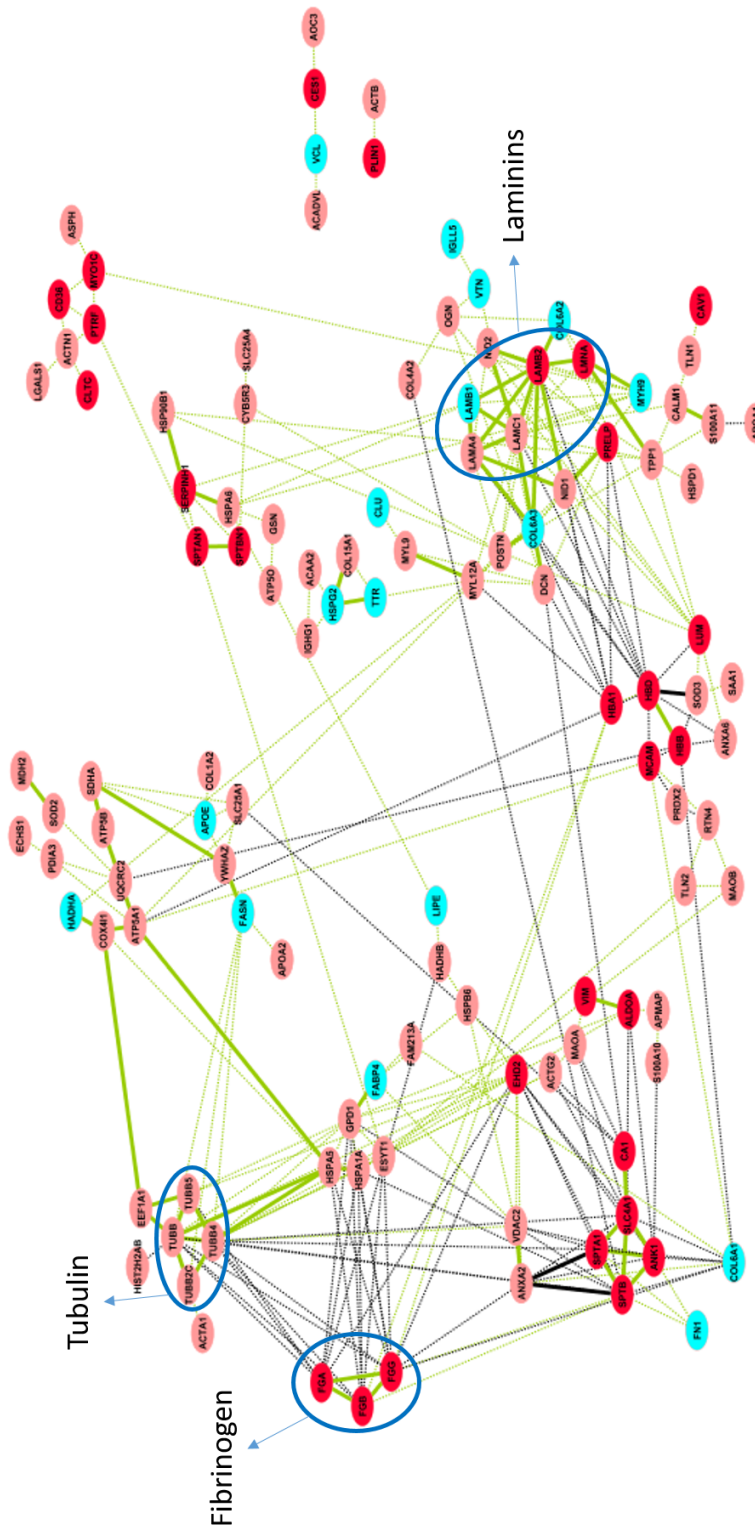 AOC3
CES1
VCL
ACADVL
ACTB
PLIN1
ASPH
MYO1C
CD36
PTRF
ACTN1
LGALS1
CLTC
IGLL5
VTN
OGN
COL6A2
NID2
COL4A2
Laminins
LAMB2
LMNA
LAMB1
LAMC1
LAMA4
MYH9
CAV1
TLN1
CALM1
S100A11
TPP1
HSPD1
PRELP
NID1
COL6A3
POSTN
DCN
SLC25A4
CYB5R3
HSP90B1
SERPINH1
HSPA6
SPTAN1
SPTBN1
GSN
ATP5O
CLU
MYL9
MYL12A
COL15A1
ACAA2
HSPG2
TTR
IGHG1
LUM
HBA1
HBD
SOD3
SAA1
HBB
MCAM
ANXA6
PRDX2
RTN4
TLN2
MAOB
MDH2
SDHA
SOD2
ATP5B
ECHS1
PDIA3
UQCRC2
HADHA
COX4I1
ATP5A1
COL1A2
SLC25A1
APOE
YWHAZ
FASN
APOA2
LIPE
HADHB
HSPB6
FAM213A
FABP4
GPD1
HSPA5
HSPA1A
ESYT1
VIM
ALDOA
APMAP
S100A10
MAOA
ACTG2
EHD2
CA1
SLC4A1
ANK1
SPTA1
SPTB
VDAC2
ANXA2
COL6A1
FN1
Tubulin
EEF1A1
TUBB5
TUBB
TUBB4
TUBB2C
HIST2H2AB
ACTA1
Fibrinogen
FGA
FGB
FGG